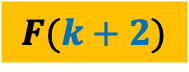 F(k + 2)